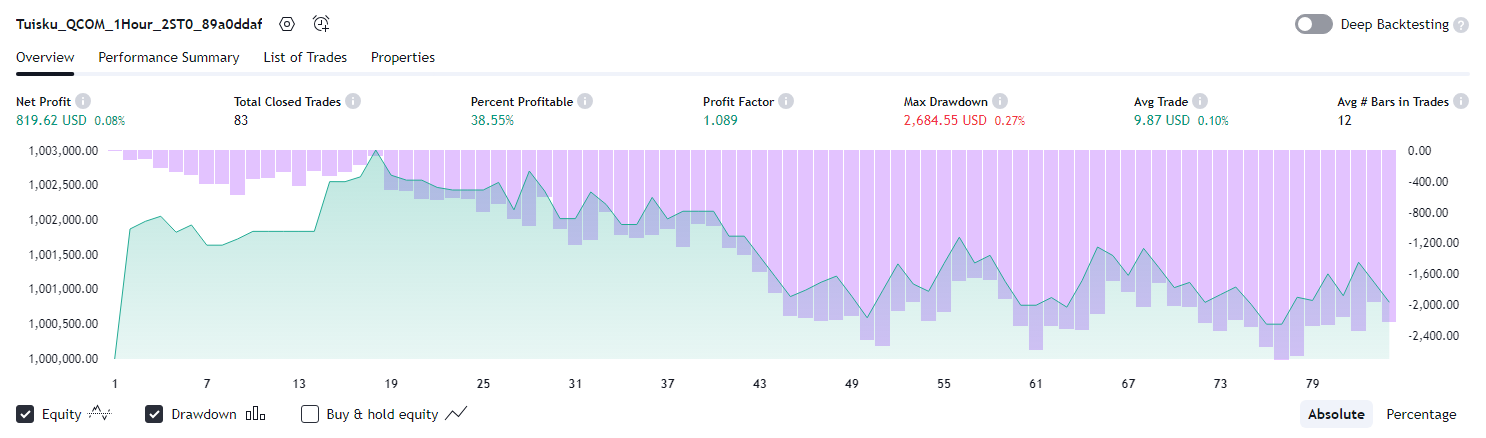 Tuisku_QCOM_1Hour_2ST0_89a0ddaf Deep Backtesting ?
Overview Performance Summary List of Trades Properties
Net Profit i Total Closed Trades i Percent Profitable i Profit Factor i Max Drawdown i Avg Trade i Avg # Bars in Trades i
819.62 USD 0.08% 83 38.55% 1.089 2,684.55 USD 0.27% 9.87 USD 0.10% 12
1,003,000.00 0.00
1,002,500.00 -400.00
1,002,000.00 -800.00
1,001,500.00 -1,200.00
1,001,000.00 -1,600.00
1,000,500.00 -2,000.00
1,000,000.00 -2,400.00
1 7 13 19 25 31 37 43 49 55 61 67 73 79
Equity Drawdown Buy & hold equity Absolute Percentage